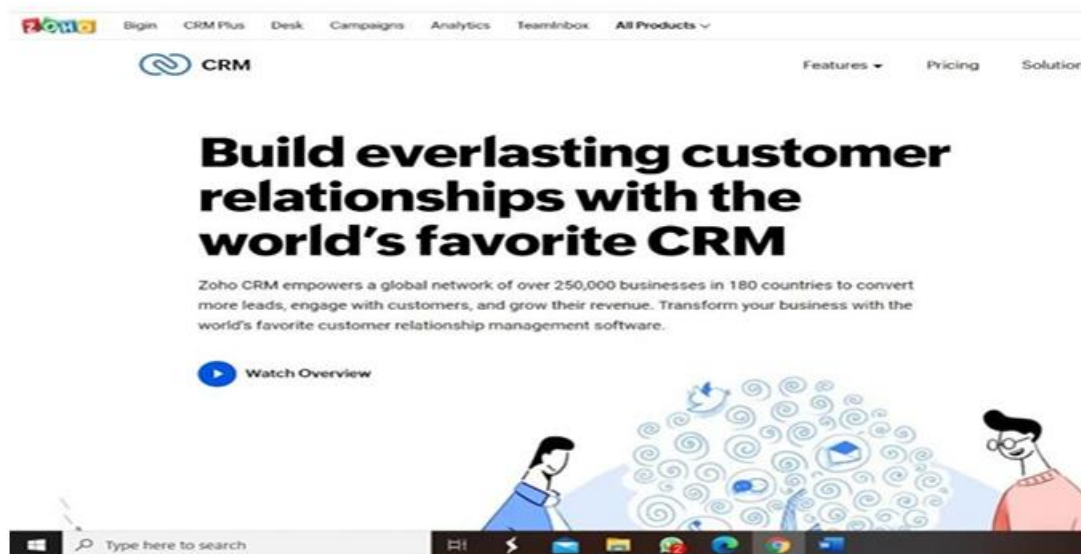 ZOHO Bigin CRM Plus Desk Campaigns Analytics TeamInbox All Products
CRM Features Pricing Solution
Build everlasting customer
relationships with the
world's favorite CRM
Zoho CRM empowers a global network of over 250,000 businesses in 180 countries to convert
more leads, engage with customers, and grow their revenue. Transform your business with the
world's favorite customer relationship management software.
Watch Overview
Type here to search
2